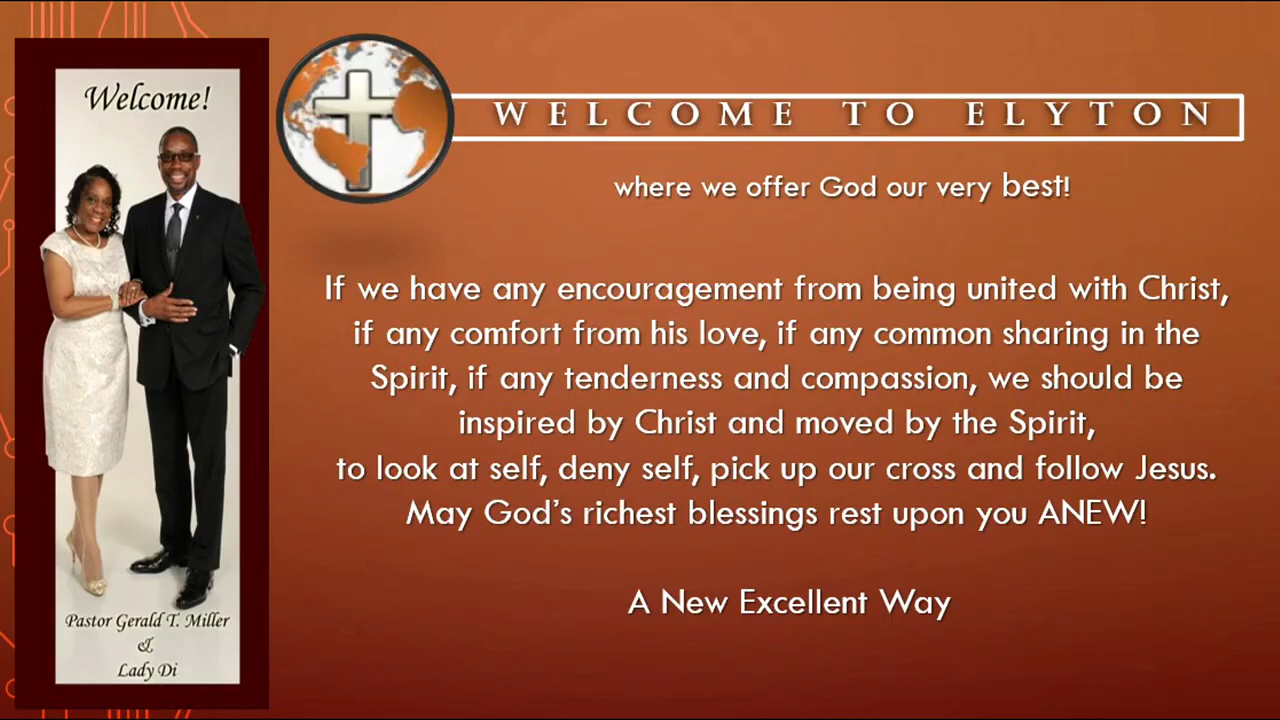 Welcome!
Pastor Gerald T. Miller
&
Lady Di
WELCOME TO ELYTON
where we offer God our very best!
If we have any encouragement from being united with Christ,
if any comfort from his love, if any common sharing in the
Spirit, if any tenderness and compassion, we should be
inspired by Christ and moved by the Spirit,
to look at self, deny self, pick up our cross and follow Jesus.
May God’s richest blessings rest upon you ANEW!
A New Excellent Way